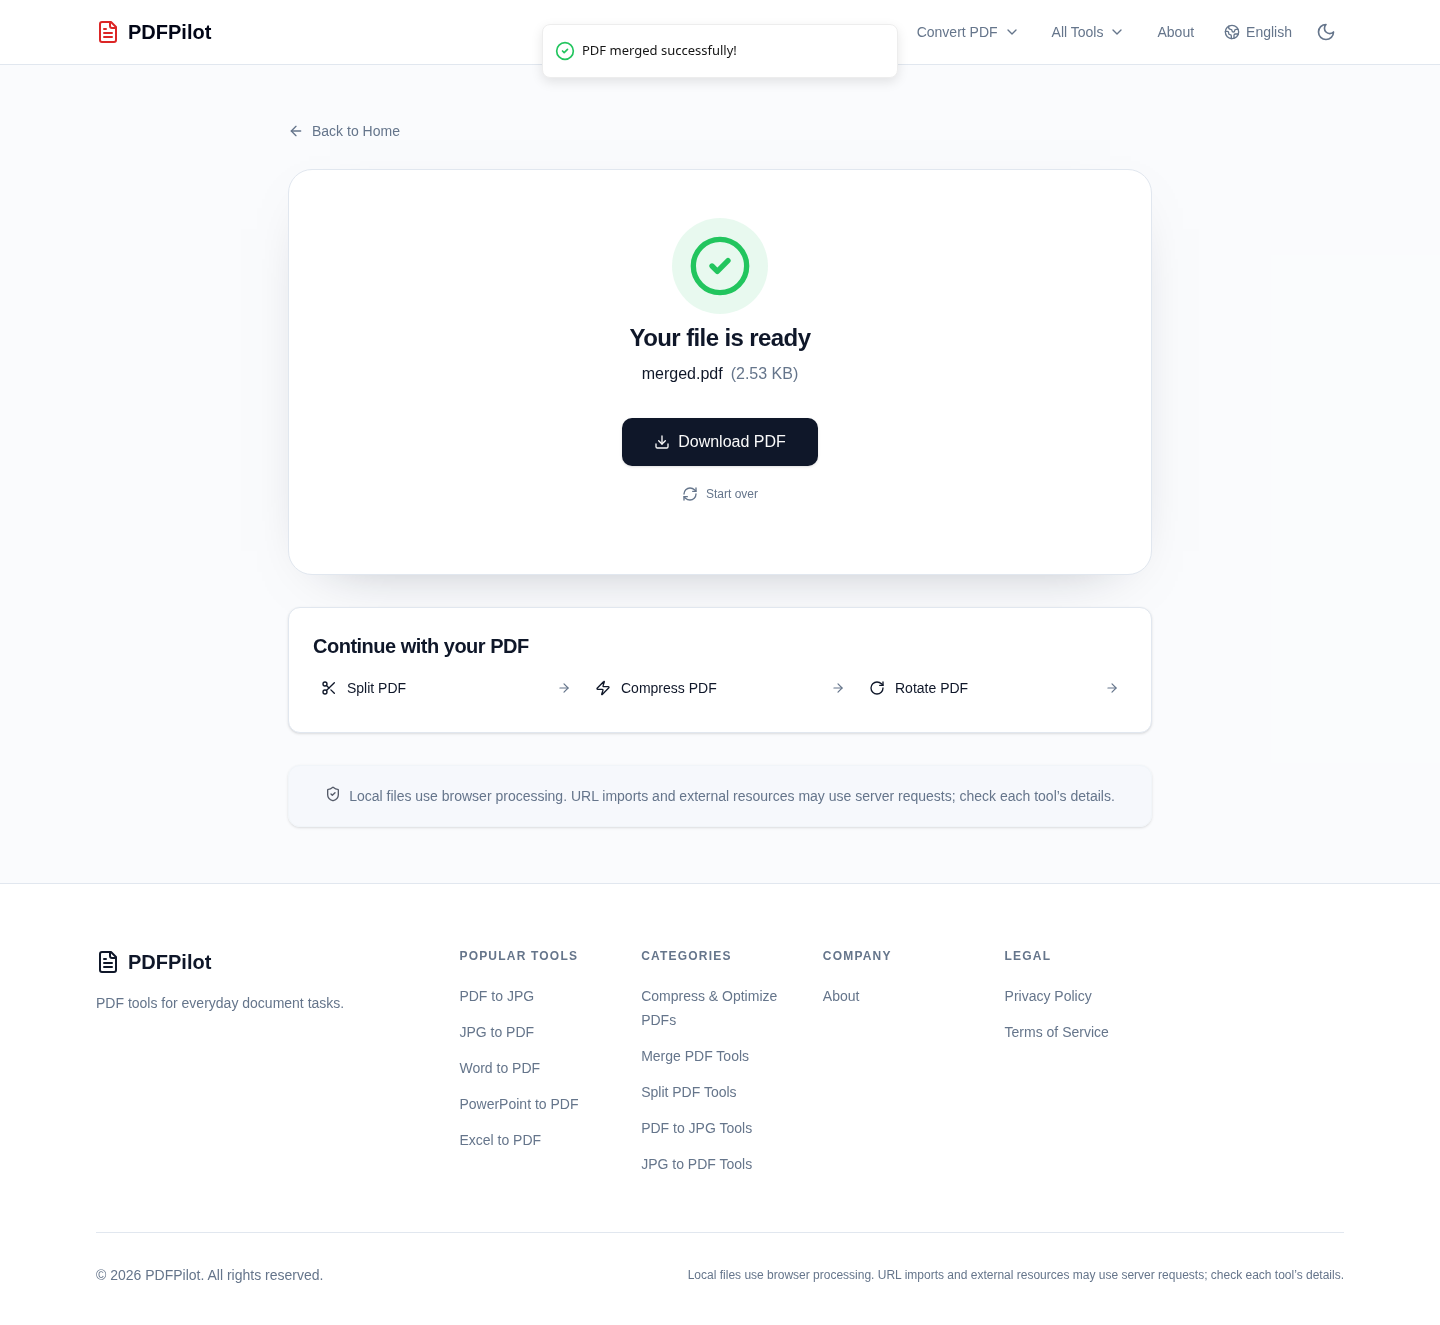 PDFPilot
PDF merged successfully!
Convert PDF
All Tools
About
English
Back to Home
Your file is ready
merged.pdf (2.53 KB)
Download PDF
Start over
Continue with your PDF
Split PDF
Compress PDF
Rotate PDF
Local files use browser processing. URL imports and external resources may use server requests; check each tool’s details.
PDFPilot
PDF tools for everyday document tasks.
POPULAR TOOLS
PDF to JPG
JPG to PDF
Word to PDF
PowerPoint to PDF
Excel to PDF
CATEGORIES
Compress & Optimize
PDFs
Merge PDF Tools
Split PDF Tools
PDF to JPG Tools
JPG to PDF Tools
COMPANY
About
LEGAL
Privacy Policy
Terms of Service
© 2026 PDFPilot. All rights reserved.
Local files use browser processing. URL imports and external resources may use server requests; check each tool’s details.